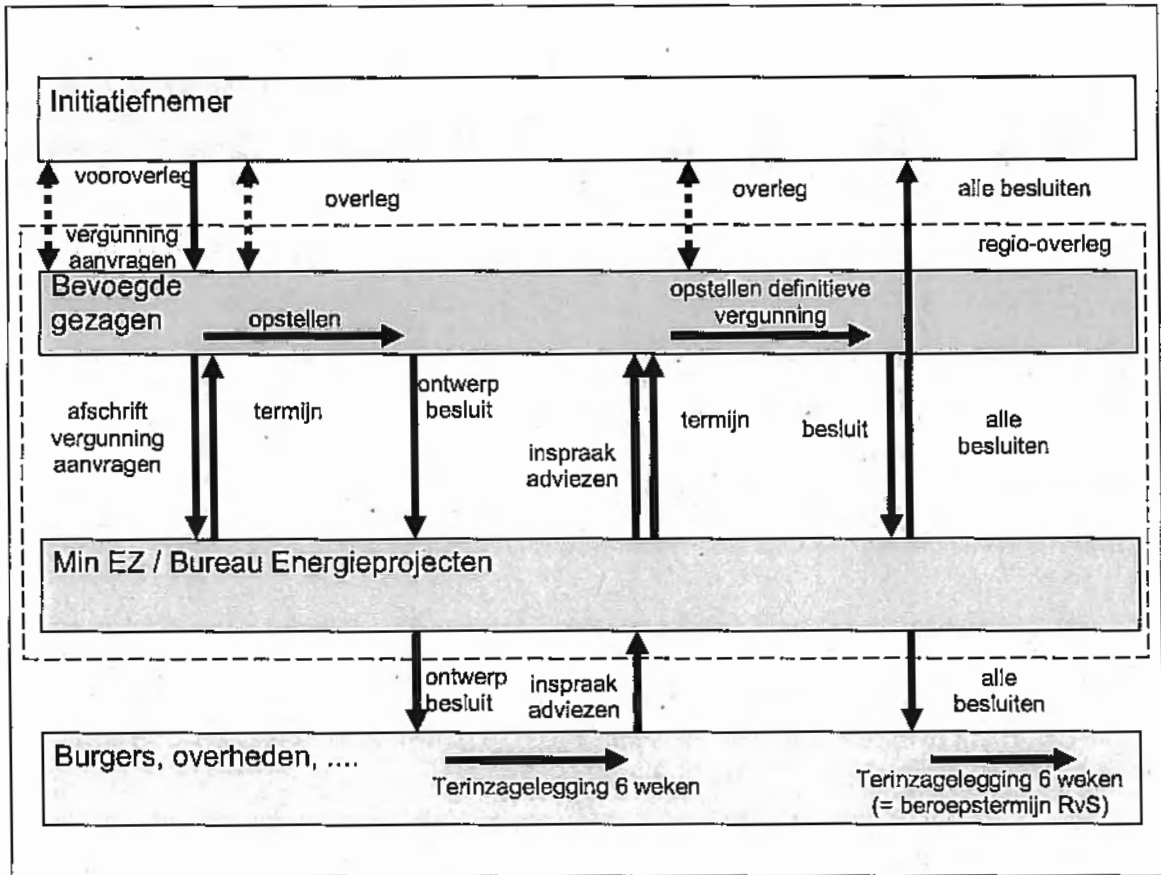 Initiatiefnemer
vooroverleg
overleg
overleg
alle besluiten
vergunning
aanvragen
regio-overleg
Bevoegde
gezagen
opstellen
opstellen definitieve
vergunning
afschrift
vergunning
aanvragen
termijn
ontwerp
besluit
inspraak
adviezen
termijn
besluit
alle
besluiten
Min EZ / Bureau Energieprojecten
ontwerp
besluit
inspraak
adviezen
alle
besluiten
Burgers, overheden, ....
Terinzagelegging 6 weken
Terinzagelegging 6 weken
(= beroepstermijn RvS)